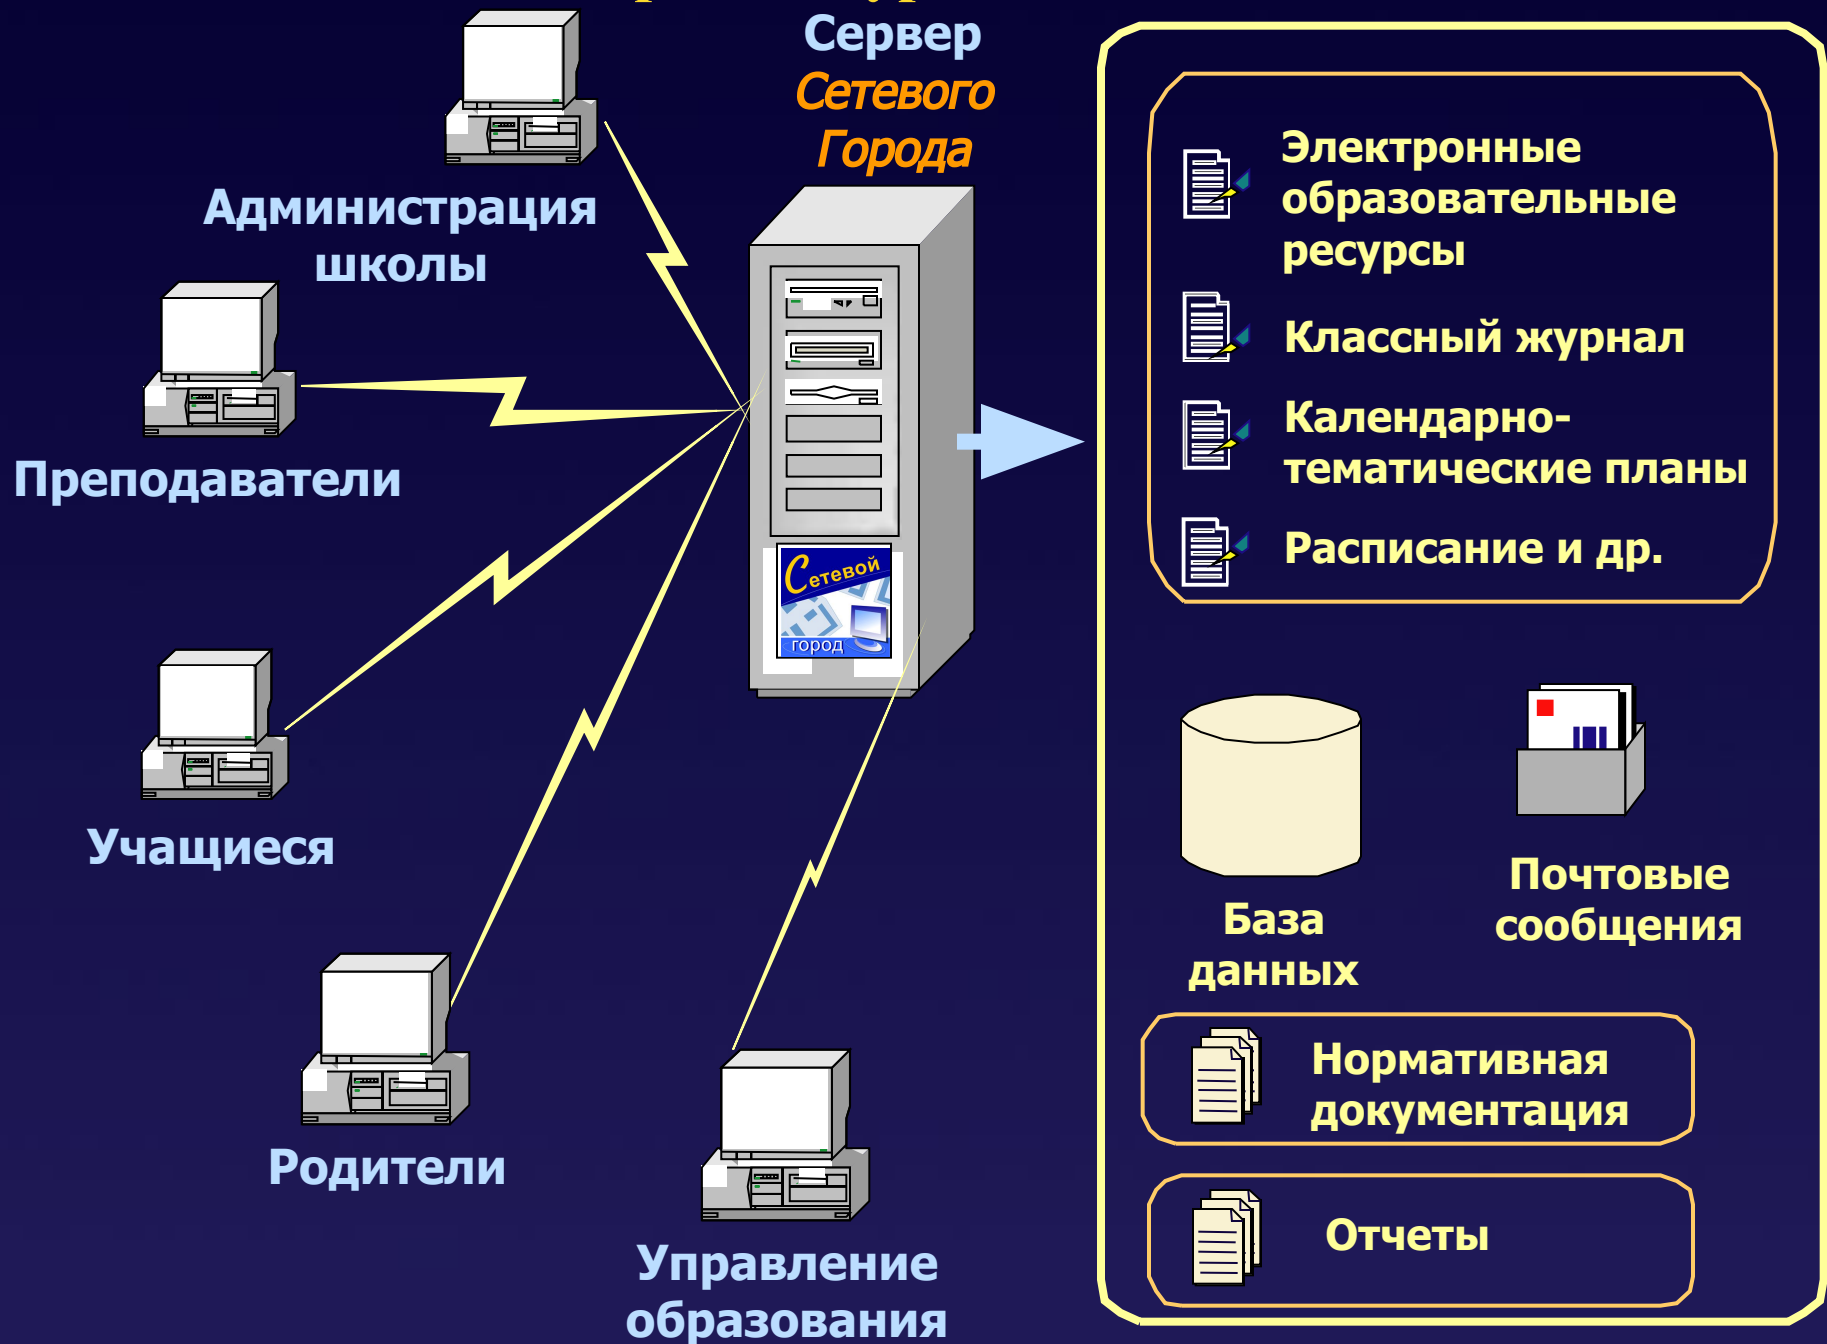 Сервер
Сетевого
Города
Администрация
школы
Преподаватели
Учащиеся
Родители
Управление
образования
Сетевой
город
Электронные
образовательные
ресурсы
Классный журнал
Календарно-
тематические планы
Расписание и др.
База
данных
Почтовые
сообщения
Нормативная
документация
Отчеты